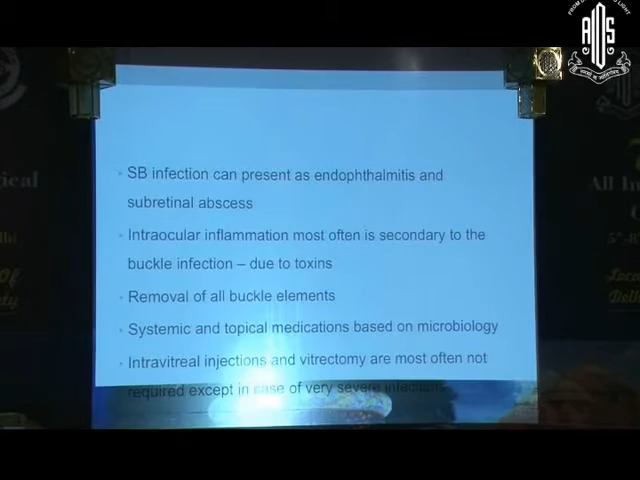 AIOS
SB infection can present as endophthalmitis and
subretinal abscess
Intraocular inflammation most often is secondary to the
buckle infection – due to toxins
Removal of all buckle elements
Systemic and topical medications based on microbiology
Intravitreal injections and vitrectomy are most often not
required except in case of very severe infections